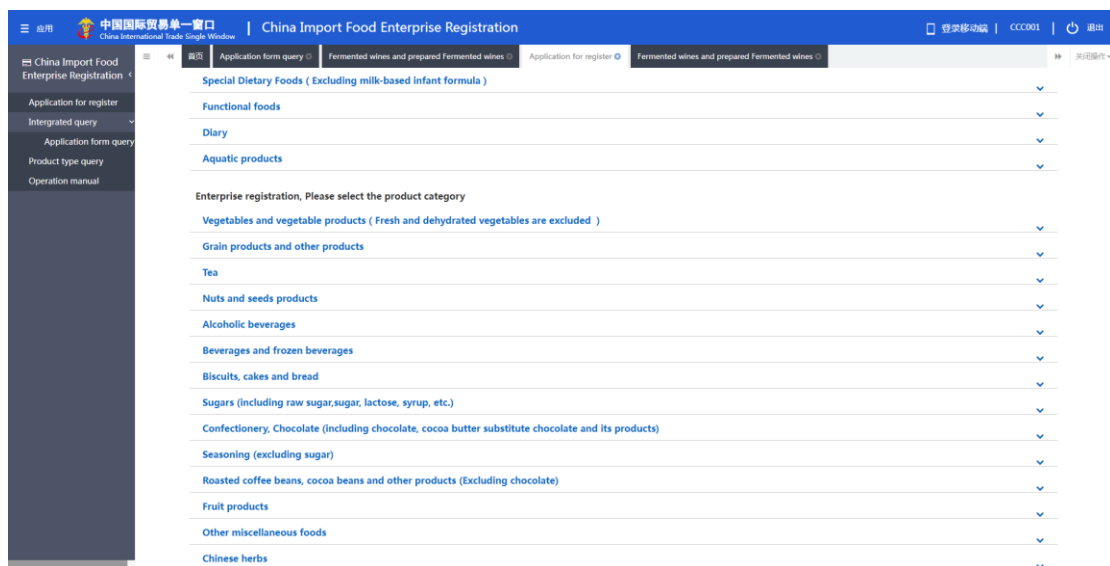 应用
中国国际贸易单一窗口
China International Trade Single Window
China Import Food Enterprise Registration
登录移动端 | CCC001 | 退出
China Import Food
Enterprise Registration
Application for register
Intergrated query
Application form query
Product type query
Operation manual
首页 Application form query Fermented wines and prepared Fermented wines Application for register Fermented wines and prepared Fermented wines 关闭操作
Special Dietary Foods ( Excluding milk-based infant formula )
Functional foods
Diary
Aquatic products
Enterprise registration, Please select the product category
Vegetables and vegetable products ( Fresh and dehydrated vegetables are excluded )
Grain products and other products
Tea
Nuts and seeds products
Alcoholic beverages
Beverages and frozen beverages
Biscuits, cakes and bread
Sugars (including raw sugar,sugar, lactose, syrup, etc.)
Confectionery, Chocolate (including chocolate, cocoa butter substitute chocolate and its products)
Seasoning (excluding sugar)
Roasted coffee beans, cocoa beans and other products (Excluding chocolate)
Fruit products
Other miscellaneous foods
Chinese herbs